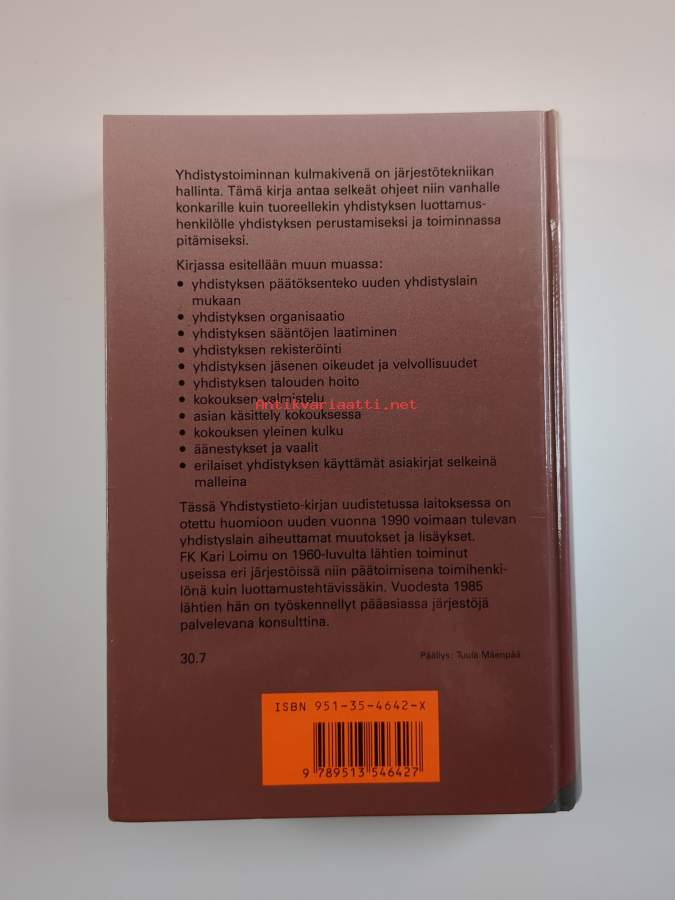 Yhdistystoiminnan kulmakivenä on järjestötekniikan
hallinta. Tämä kirja antaa selkeät ohjeet niin vanhalle
konkarille kuin tuoreellekin yhdistyksen luottamus-
henkilölle yhdistyksen perustamiseksi ja toiminnassa
pitämiseksi.
Kirjassa esitellään muun muassa:
• yhdistyksen päätöksenteko uuden yhdistyslain
mukaan
• yhdistyksen organisaatio
• yhdistyksen sääntöjen laatiminen
• yhdistyksen rekisteröinti
• yhdistyksen jäsenen oikeudet ja velvollisuudet
• yhdistyksen talouden hoito
• kokouksen valmistelu
Antikvariaatti.net
• asian käsittely kokouksessa
• kokouksen yleinen kulku
• äänestykset ja vaalit
• erilaiset yhdistyksen käyttämät asiakirjat selkeinä
malleina
Tässä Yhdistystieto-kirjan uudistetussa laitoksessa on
otettu huomioon uuden vuonna 1990 voimaan tulevan
yhdistyslain aiheuttamat muutokset ja lisäykset.
FK Kari Loimu on 1960-luvulta lähtien toiminut
useissa eri järjestöissä niin päätoimisena toimihenki-
lönä kuin luottamustehtävissäkin. Vuodesta 1985
lähtien hän on työskennellyt pääasiassa järjestöjä
palvelevana konsulttina.
30.7
Päällys: Tuula Mäenpää
ISBN 951-35-4642-X
9 789513 546427